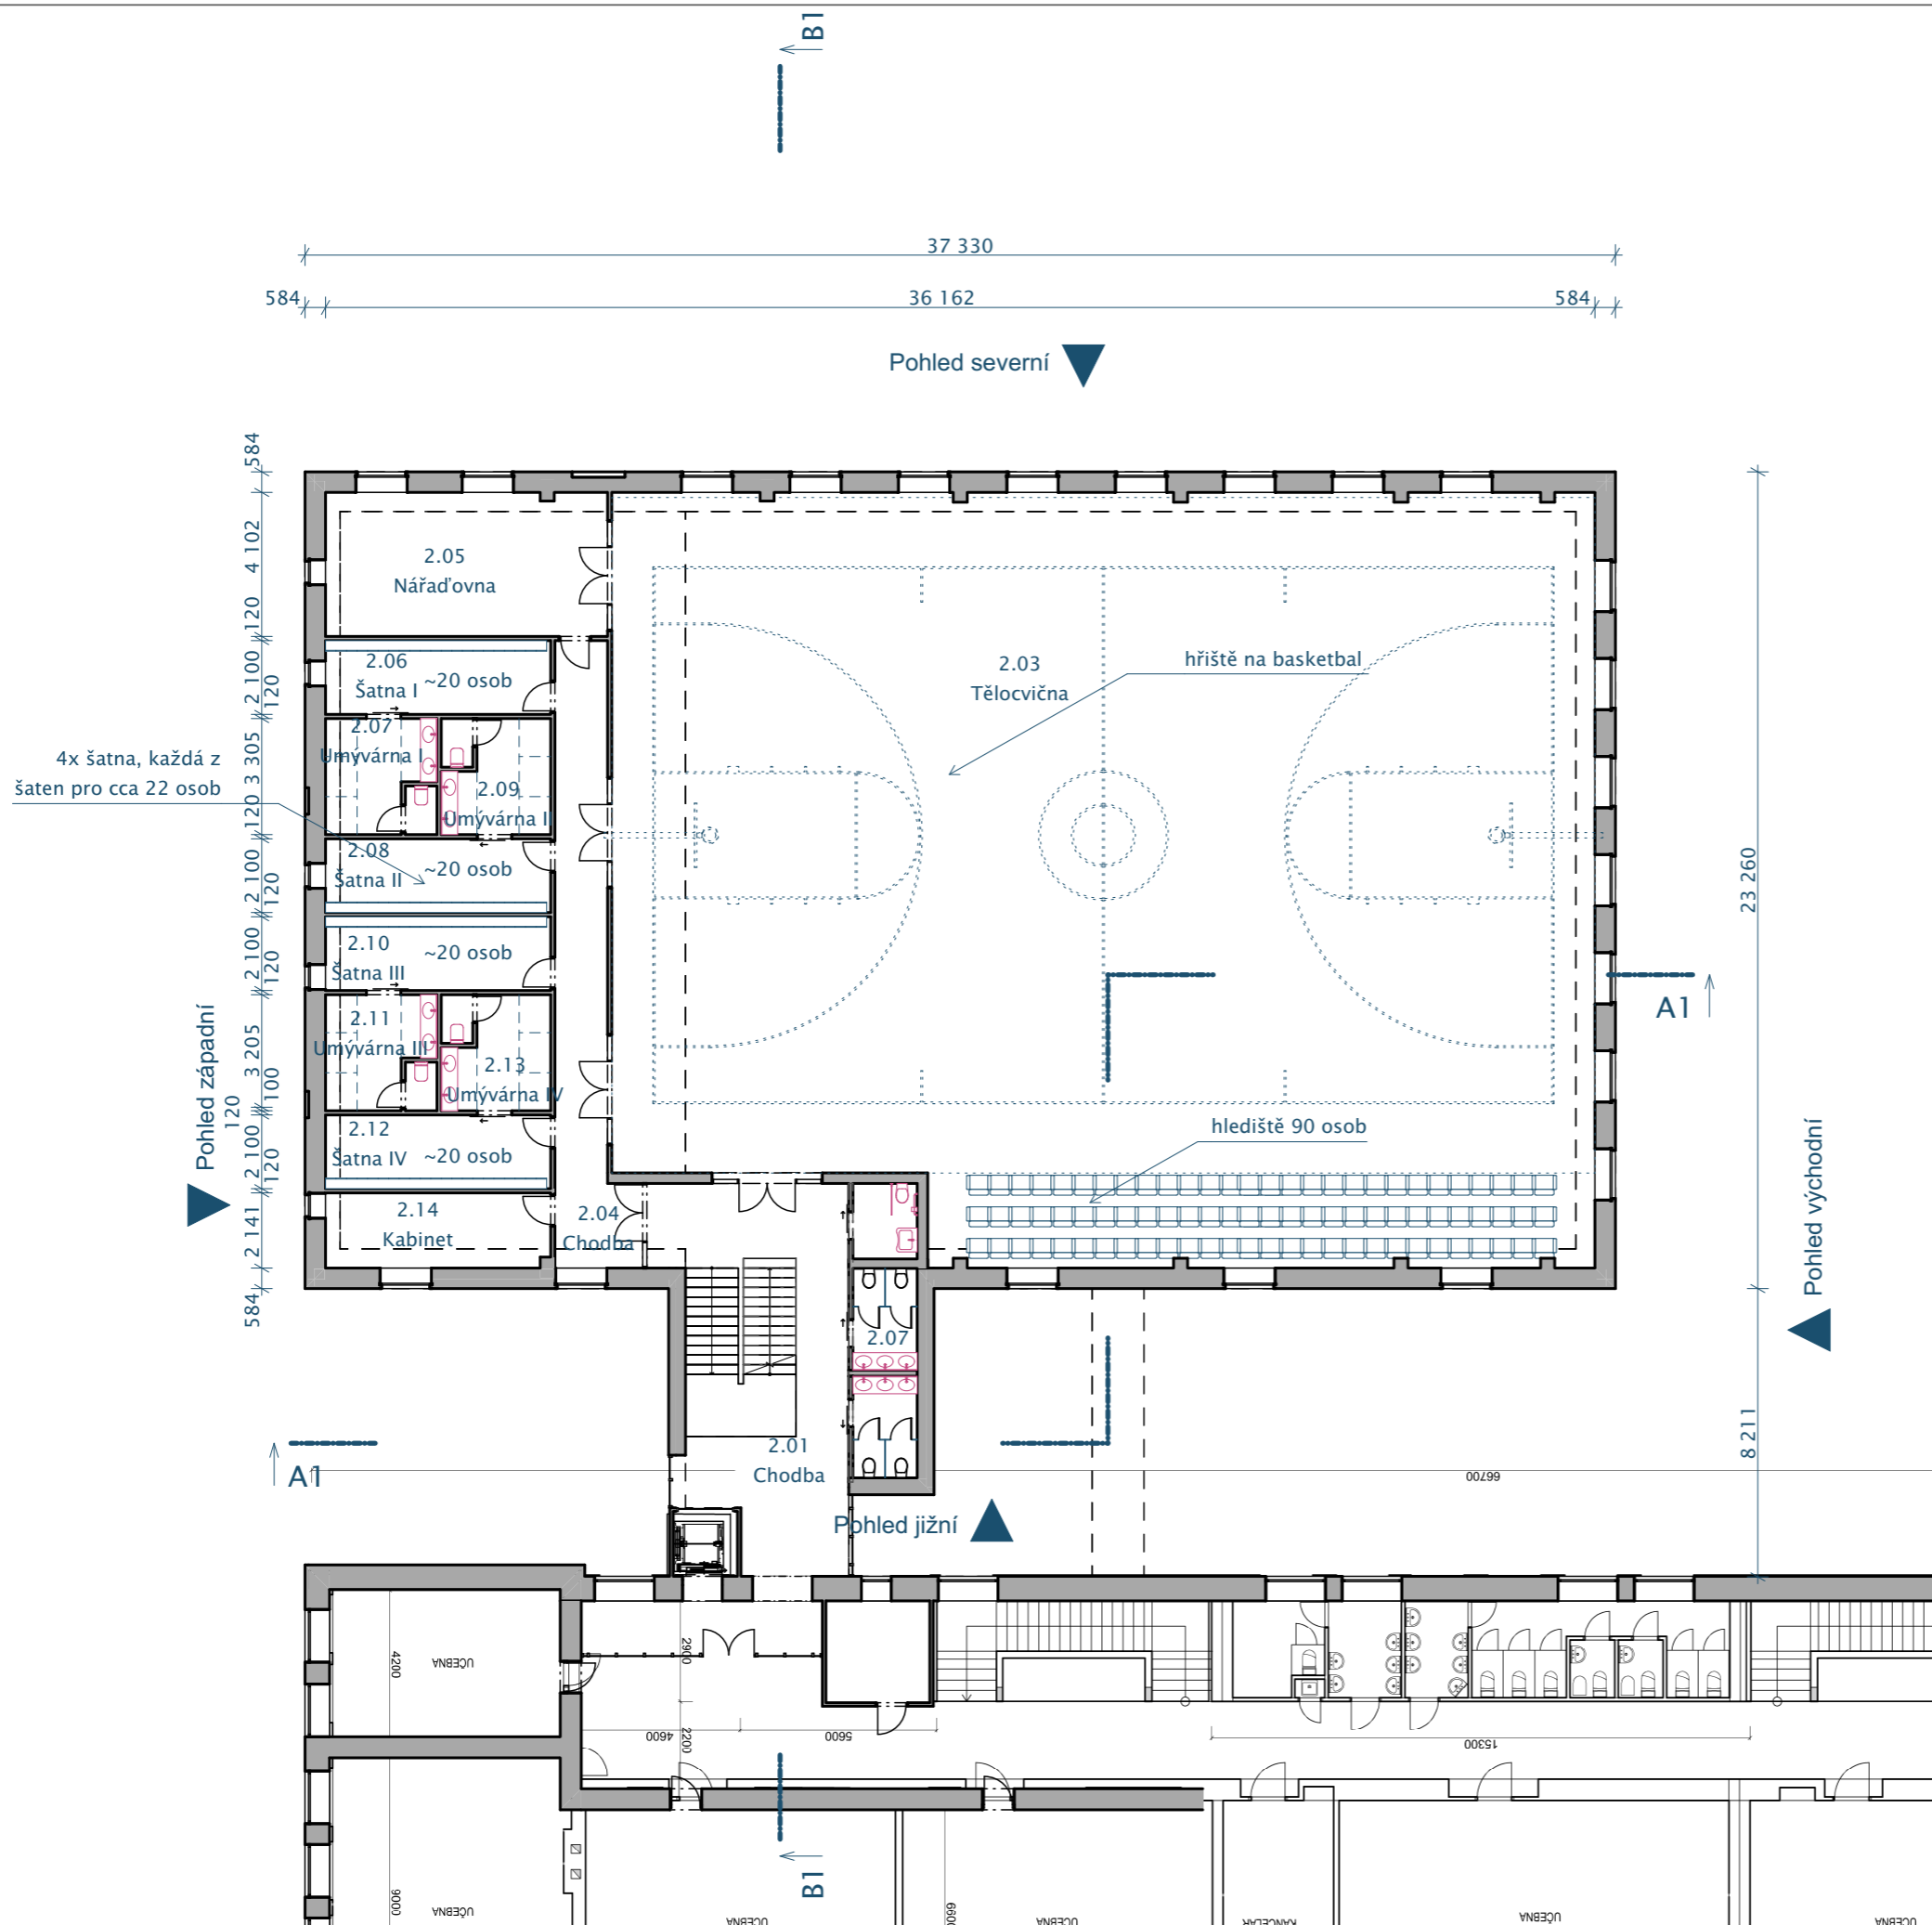 B1
37 330
584
36 162
584
Pohled severní
584
4 102
120
2 100
120
3 305
120
2 100
120
2 100
120
3 205
100
120
2 100
120
2 141
584
2.05
Nářaďovna
2.06
Šatna I
~20 osob
2.07
Umývárna I
2.09
Umývárna I
4x šatna, každá z
šaten pro cca 22 osob
2.08
Šatna II
~20 osob
2.10
Šatna III
~20 osob
2.11
Umývárna III
2.13
Umývárna IV
2.12
Šatna IV
~20 osob
2.14
Kabinet
2.04
Chodba
2.03
Tělocvična
hřiště na basketbal
hlediště 90 osob
23 260
A1
Pohled západní
Pohled východní
2.07
8 211
2.01
Chodba
A1
66700
Pohled jižní
4200
UČEBNA
2900
2200
4600
5600
15300
B1
9000
UČEBNA
UČEBNA
6600
UČEBNA
KANCELÁŘ
UČEBNA
UČEBNA